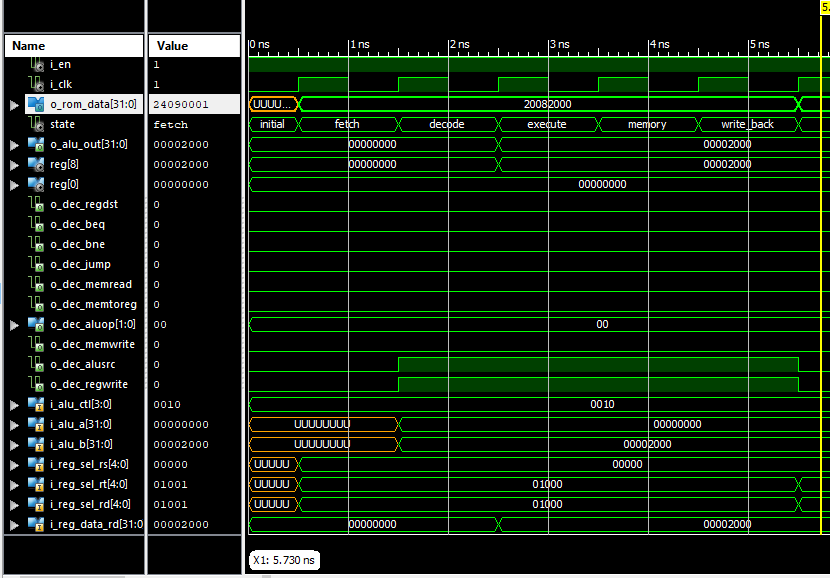 5.
Name Value 0 ns 1 ns 2 ns 3 ns 4 ns 5 ns
i_en 1
i_clk 1
o_rom_data[31:0] 24090001 UUUU... 20082000
state fetch initial fetch decode execute memory write_back
o_alu_out[31:0] 00002000 00000000 00002000
reg[8] 00002000 00000000 00002000
reg[0] 00000000 00000000
o_dec_regdst 0
o_dec_beq 0
o_dec_bne 0
o_dec_jump 0
o_dec_memread 0
o_dec_memtoreg 0
o_dec_aluop[1:0] 00 00
o_dec_memwrite 0
o_dec_alusrc 0
o_dec_regwrite 0
i_alu_ctl[3:0] 0010 0010
i_alu_a[31:0] 00000000 UUUUUUUU 00000000
i_alu_b[31:0] 00002000 UUUUUUUU 00002000
i_reg_sel_rs[4:0] 00000 UUUUU 00000
i_reg_sel_rt[4:0] 01001 UUUUU 01000
i_reg_sel_rd[4:0] 01001 UUUUU 01000
i_reg_data_rd[31:0 00002000 00000000 00002000
X1: 5.730 ns